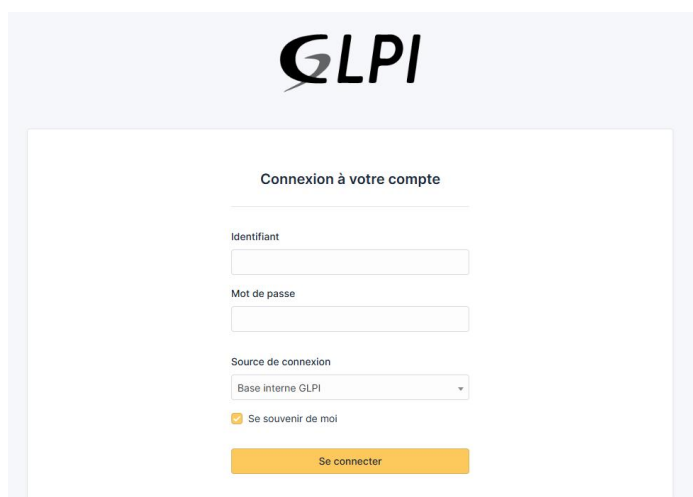 GLPI
Connexion à votre compte
Identifiant
Mot de passe
Source de connexion
Base interne GLPI
Se souvenir de moi
Se connecter